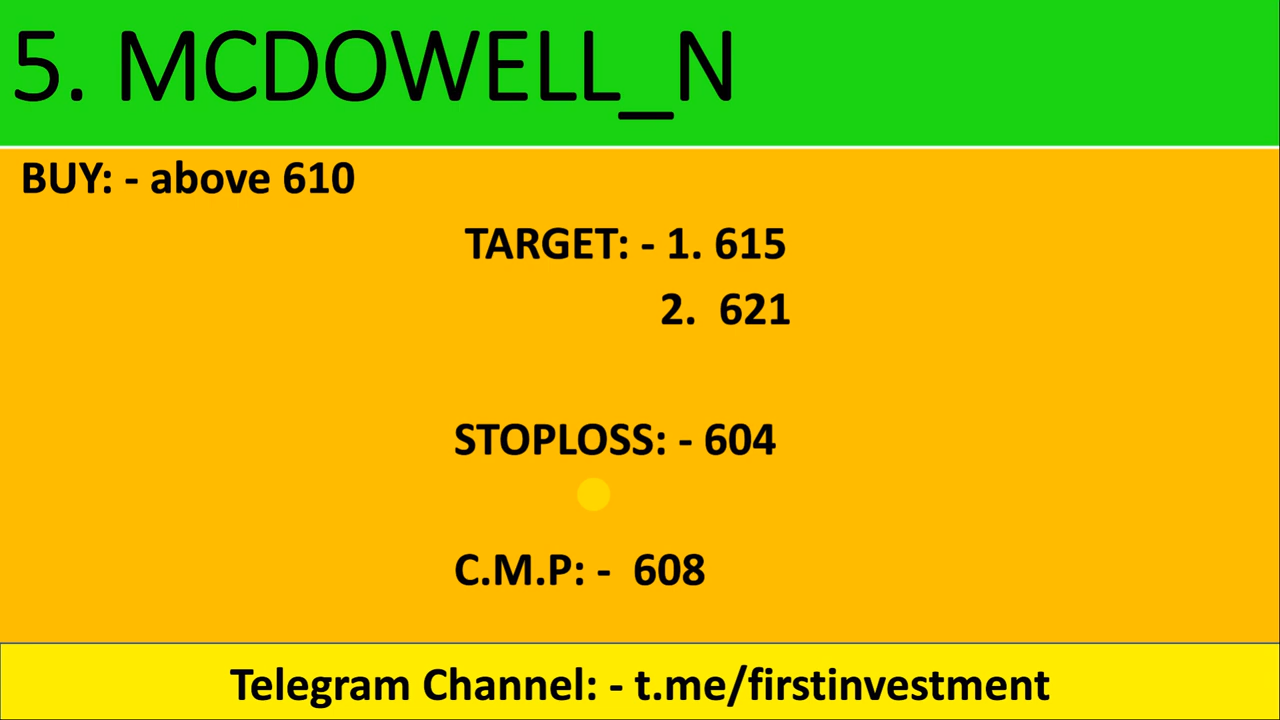 5. MCDOWELL_N
BUY: - above 610
TARGET: - 1. 615
2. 621
STOPLOSS: - 604
C.M.P: - 608
Telegram Channel: - t.me/firstinvestment